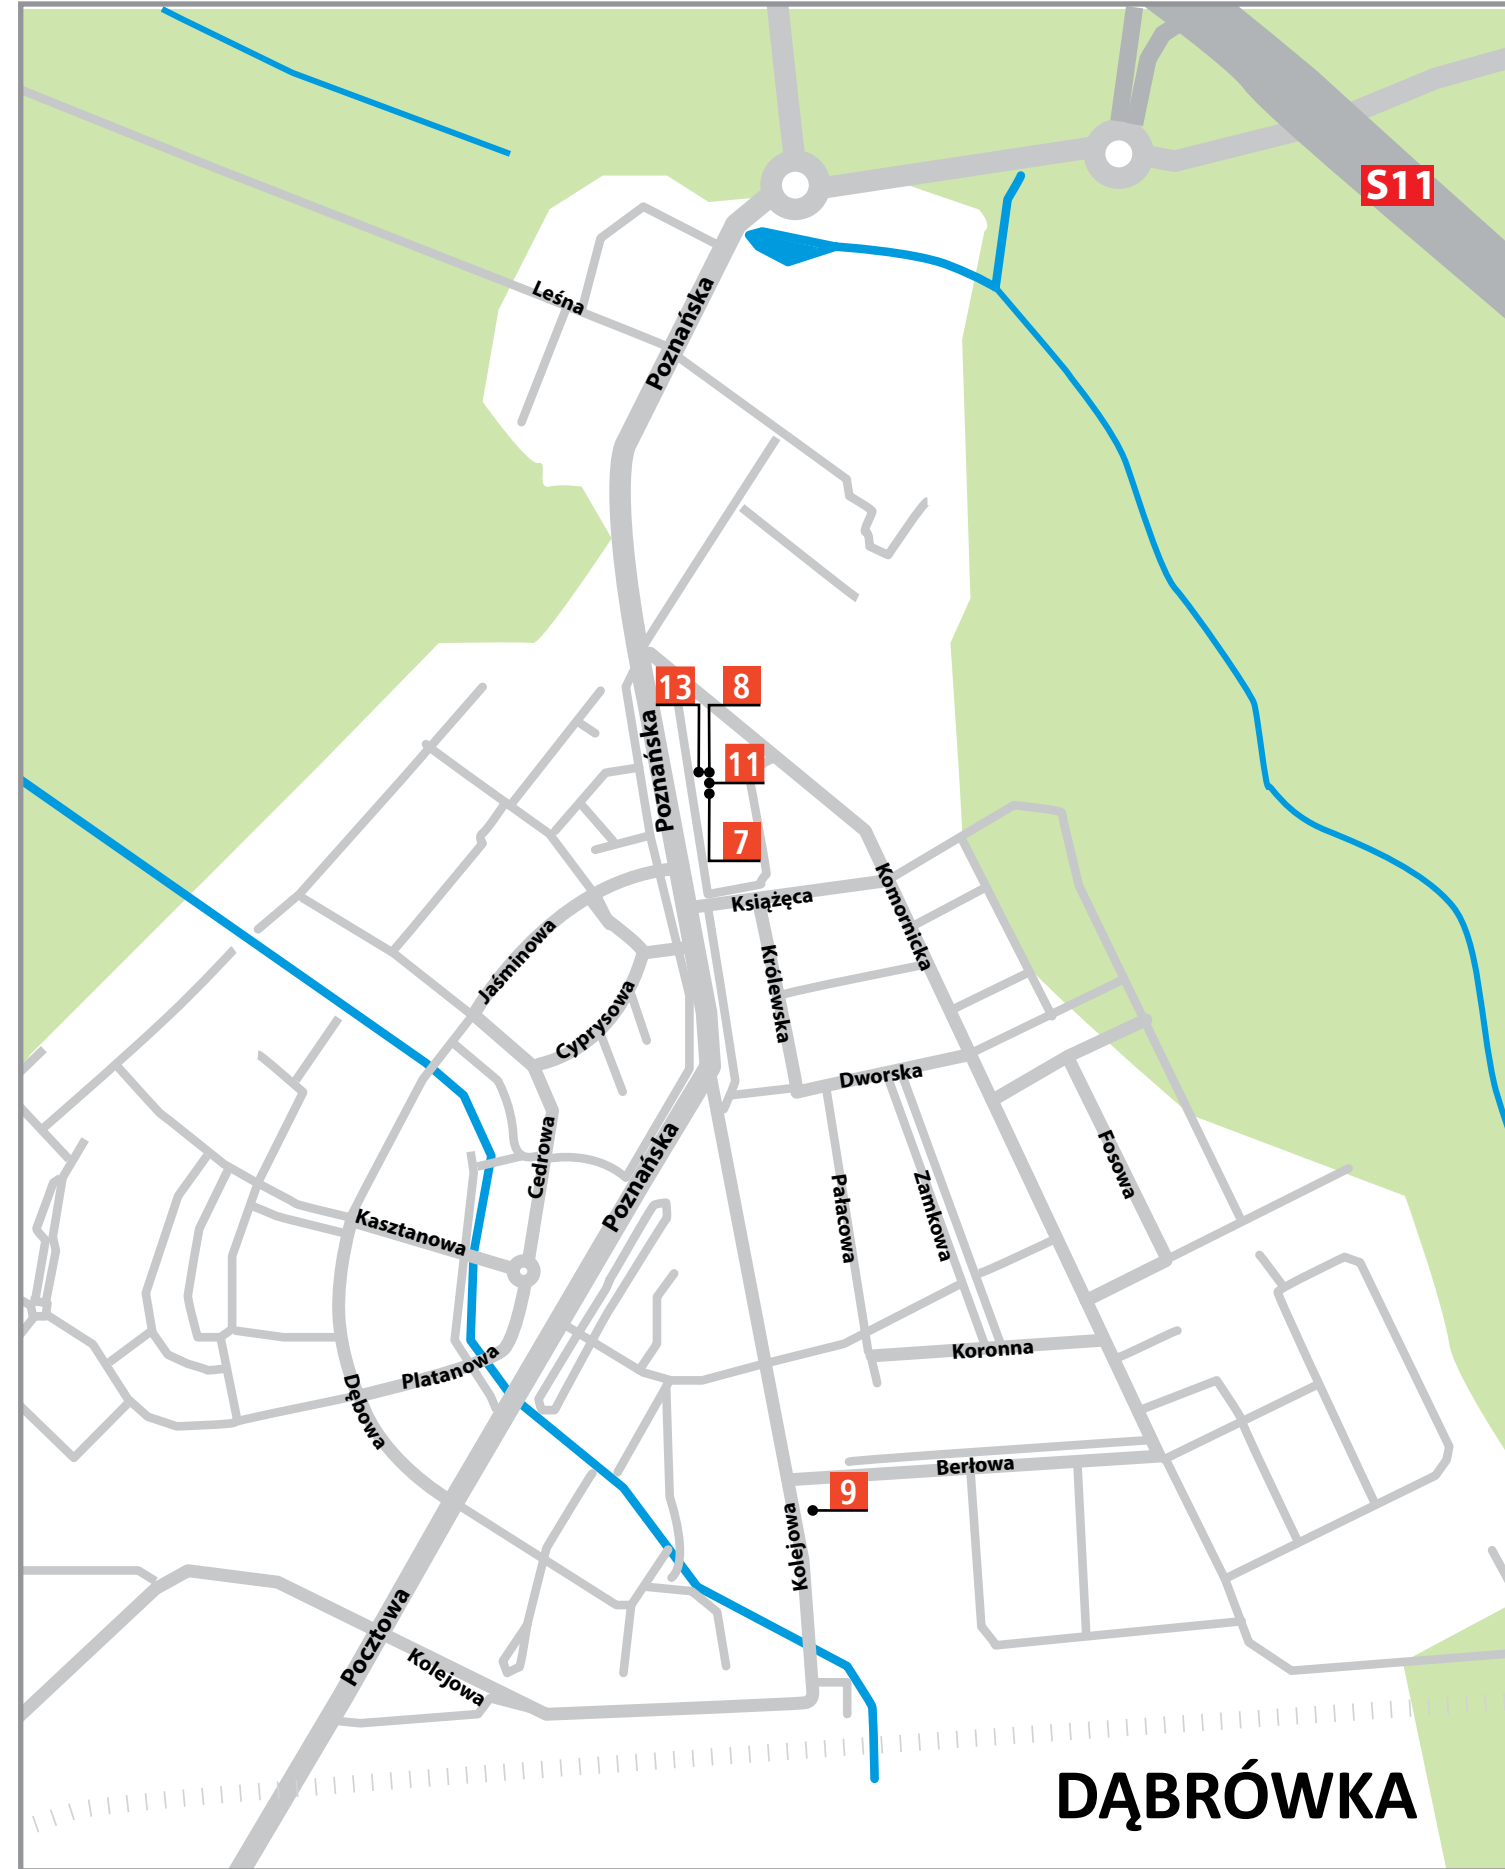 S11
Leśna
Poznańska
13
8
Poznańska
11
7
Komornicka
Książęca
Jaśminowa
Królewska
Cyprysowa
Dworska
Cedrowa
Poznańska
Fosowa
Pałacowa
Zamkowa
Kasztanowa
Koronna
Platanowa
Dębowa
Berłowa
9
Kolejowa
Pocztowa
Kolejowa
DĄBRÓWKA